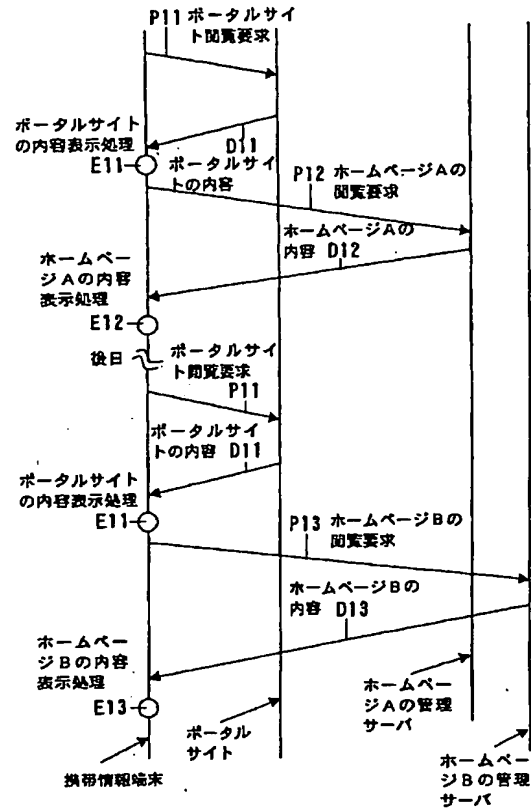 P11 ポータルサイ
ト閲覧要求
ポータルサイト
の内容表示処理
D11
E11
ポータルサイ
トの内容
P12 ホームページAの
閲覧要求
ホームページAの
内容 D12
ホームペー
ジAの内容
表示処理
E12
後日
ポータルサイ
ト閲覧要求
P11
ポータルサイ
トの内容 D11
ポータルサイト
の内容表示処理
E11
P13 ホームページBの
閲覧要求
ホームページBの
内容 D13
ホームペー
ジBの内容
表示処理
E13
携帯情報端末
ポータル
サイト
ホームペー
ジAの管理
サーバ
ホームペー
ジBの管理
サーバ